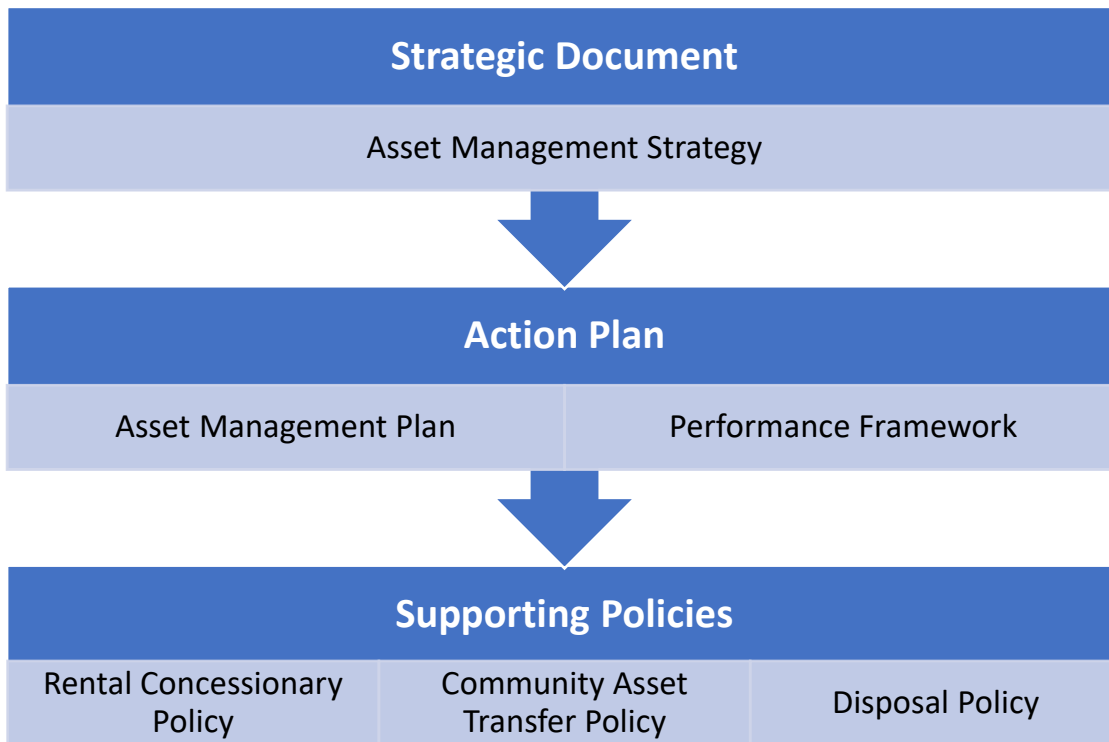 Strategic Document
Asset Management Strategy
Action Plan
Asset Management Plan
Performance Framework
Supporting Policies
Rental Concessionary
Policy
Community Asset
Transfer Policy
Disposal Policy